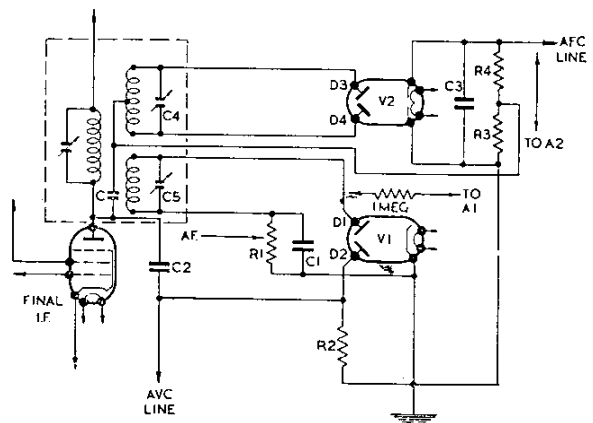 AFC
LINE
R4
C3
R3
TO A2
D3
V2
D4
C4
C
C5
TO
A1
1MEG
D1
V1
D2
A.F.
R1
C1
C2
FINAL
I.F.
R2
AVC
LINE